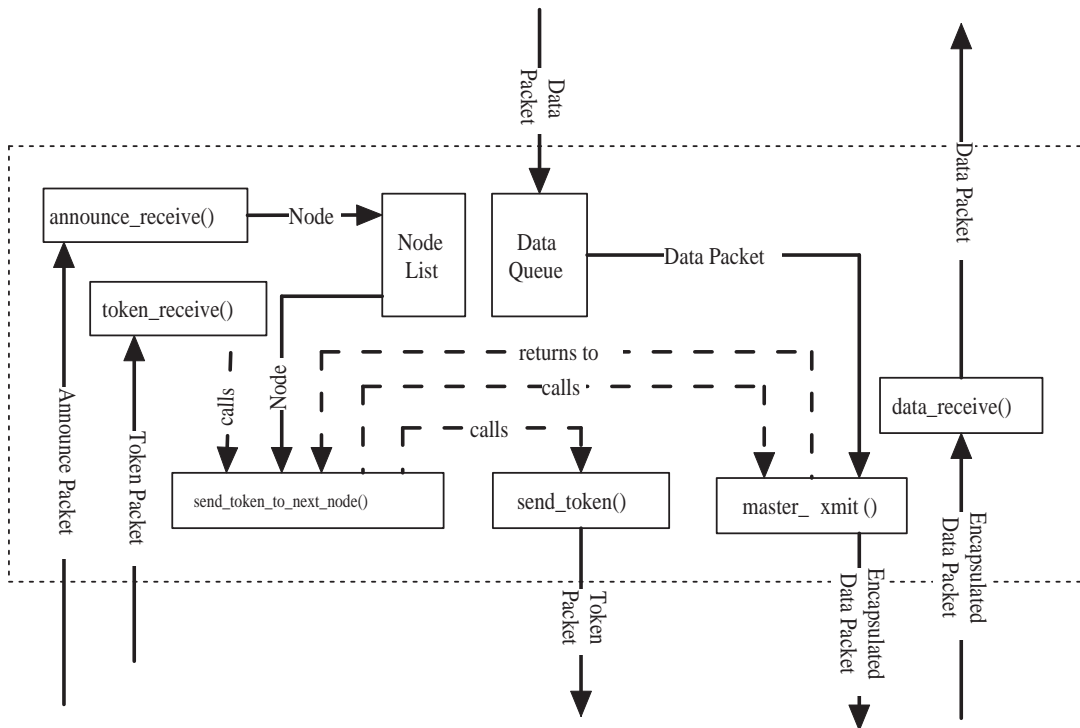 Data
Packet
Data Packet
announce_receive()
Node
Node
List
Data
Queue
Data Packet
token_receive()
returns to
calls
calls
Node
calls
data_receive()
Announce Packet
Token Packet
send_token_to_next_node()
send_token()
master_ xmit ()
Token
Packet
Encapsulated
Data Packet
Encapsulated
Data Packet